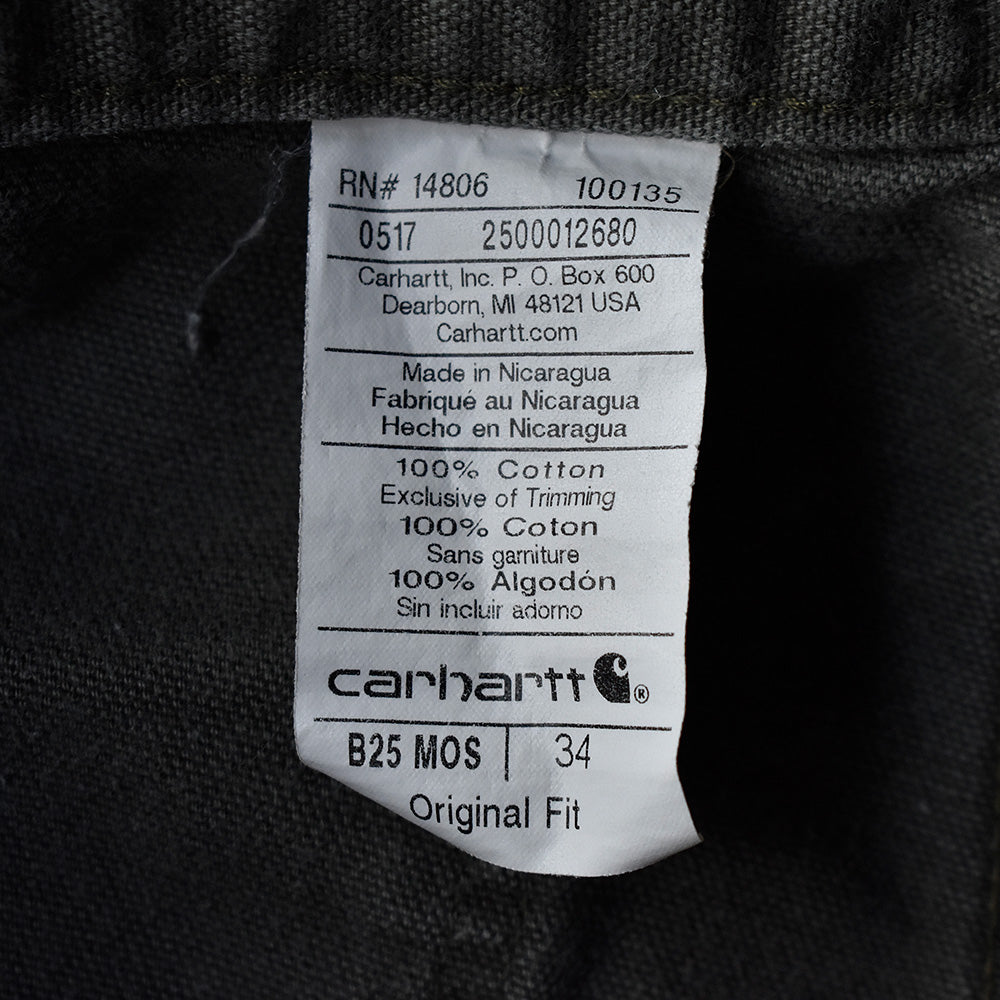 RN# 14806 100135
0517 2500012680
Carhartt, Inc. P. O. Box 600
Dearborn, MI 48121 USA
Carhartt.com
Made in Nicaragua
Fabriqué au Nicaragua
Hecho en Nicaragua
100% Cotton
Exclusive of Trimming
100% Coton
Sans garniture
100% Algodón
Sin incluir adorno
carhartt ®
B25 MOS | 34
Original Fit